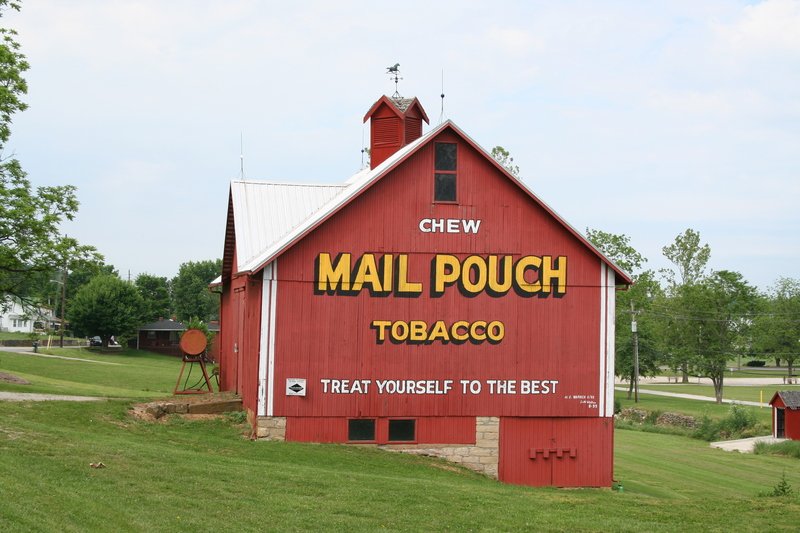 CHEW
MAIL POUCH
TOBACCO
TREAT YOURSELF TO THE BEST